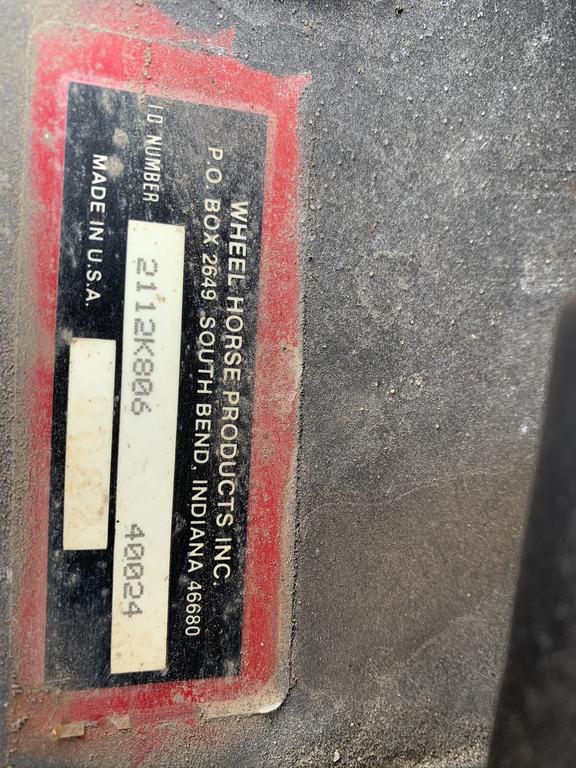 WHEEL HORSE PRODUCTS INC.
P.O. BOX 2649 SOUTH BEND, INDIANA 46680
I.D. NUMBER 2112K806 40024
MADE IN U.S.A.